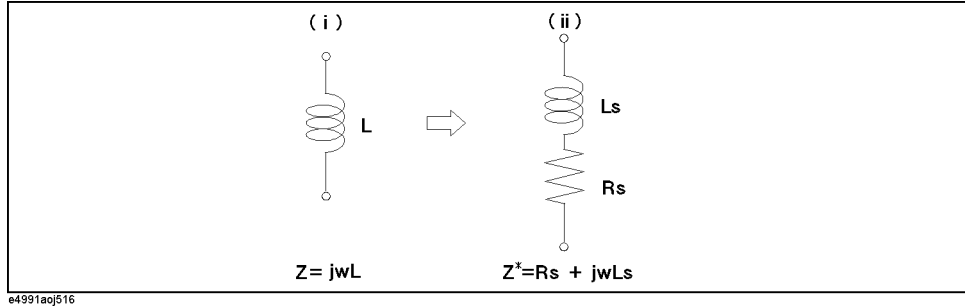 ( i )
( ii )
L
Ls
Rs
Z= jwL
Z*=Rs + jwLs
e4991aoj516